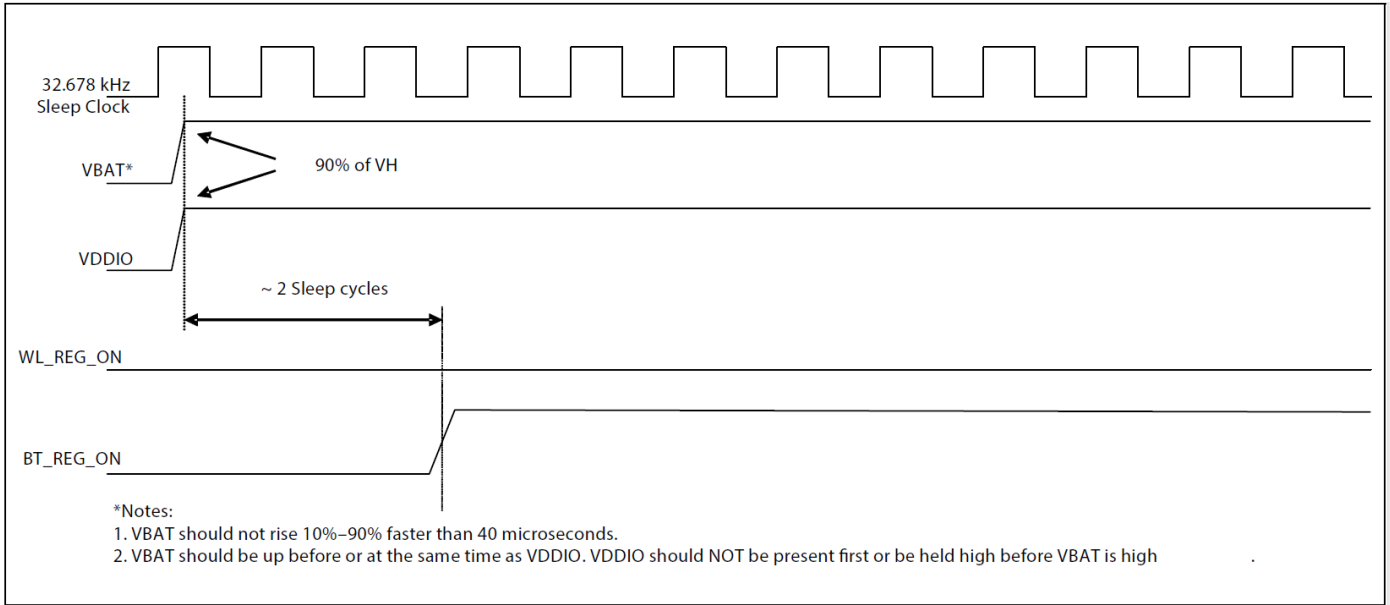 32.678 kHz
Sleep Clock
VBAT*
90% of VH
VDDIO
~ 2 Sleep cycles
WL_REG_ON
BT_REG_ON
*Notes:
1. VBAT should not rise 10%–90% faster than 40 microseconds.
2. VBAT should be up before or at the same time as VDDIO. VDDIO should NOT be present first or be held high before VBAT is high .